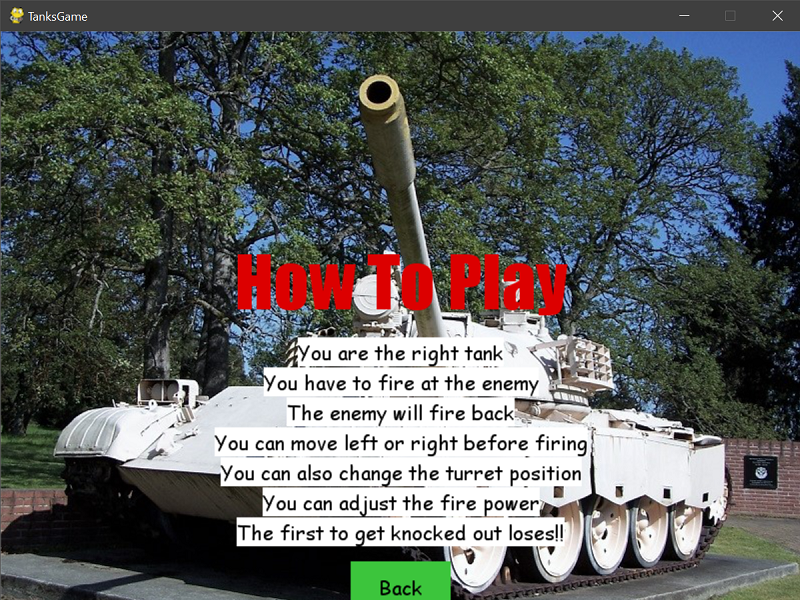 TanksGame
How To Play
You are the right tank
You have to fire at the enemy
The enemy will fire back
You can move left or right before firing
You can also change the turret position
You can adjust the fire power
The first to get knocked out loses!!
Back